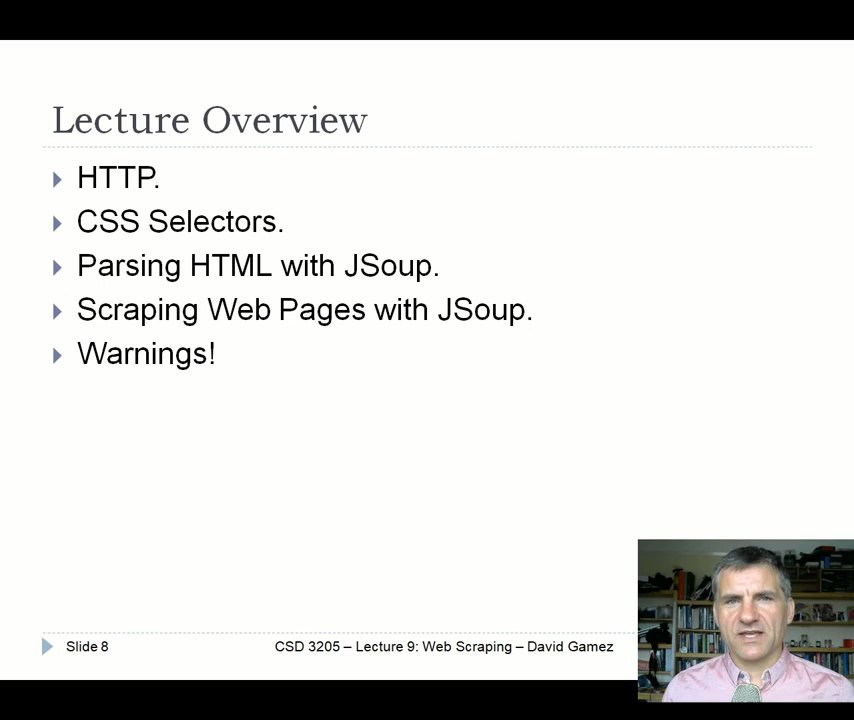 Lecture Overview
HTTP.
CSS Selectors.
Parsing HTML with JSoup.
Scraping Web Pages with JSoup.
Warnings!
Slide 8
CSD 3205 – Lecture 9: Web Scraping – David Gamez